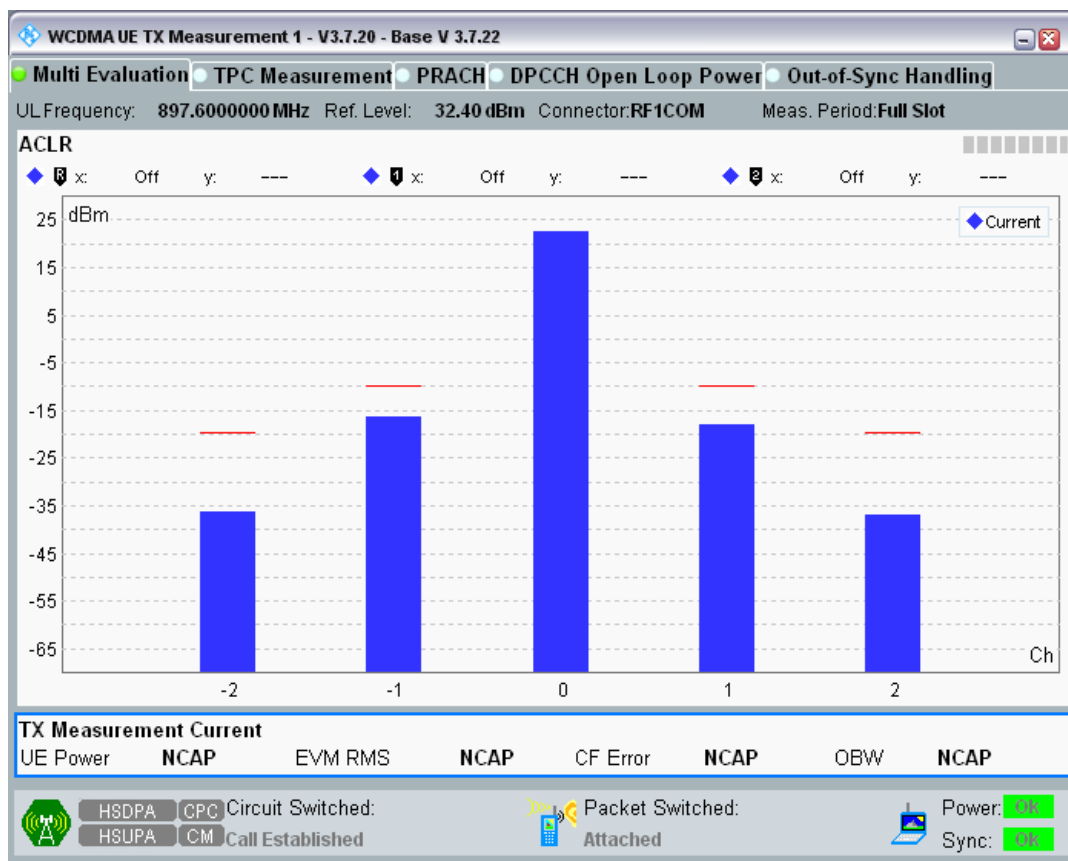 WCDMA UE TX Measurement 1 - V3.7.20 - Base V 3.7.22
Multi Evaluation TPC Measurement PRACH DPCCH Open Loop Power Out-of-Sync Handling
UL Frequency: 897.6000000 MHz Ref. Level: 32.40 dBm Connector:RF1COM Meas. Period:Full Slot
ACLR
R x: Off y: --- 1 x: Off y: --- 2 x: Off y: ---
dBm
Current
25
15
5
-5
-15
-25
-35
-45
-55
-65
Ch
-2 -1 0 1 2
TX Measurement Current
UE Power NCAP EVM RMS NCAP CF Error NCAP OBW NCAP
HSDPA CPC Circuit Switched: Packet Switched: Power: Ok
HSUPA CM Call Established Attached Sync: Ok